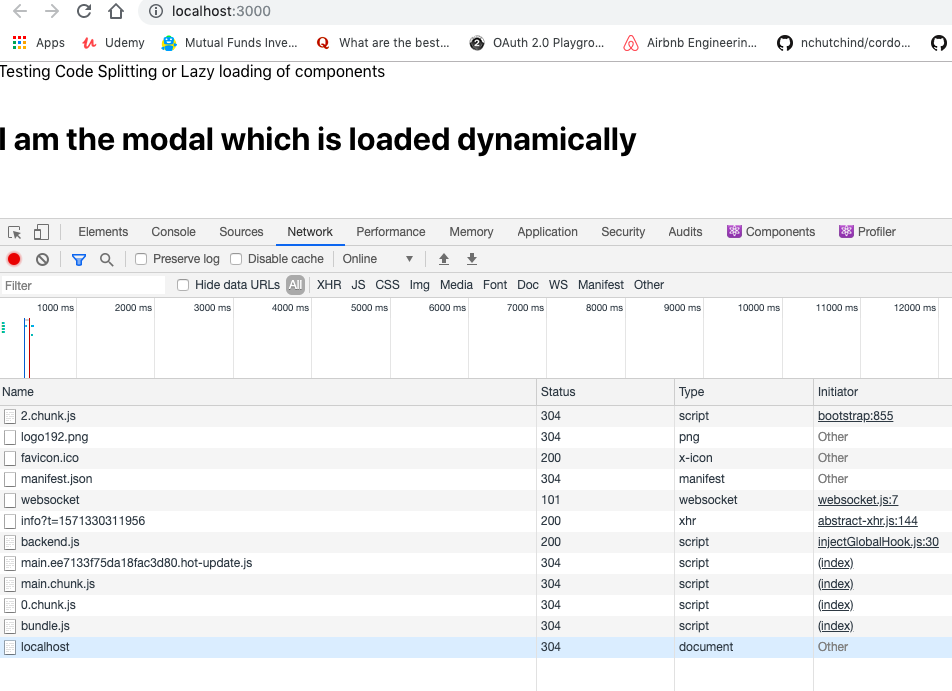 localhost:3000
Apps Udemy Mutual Funds Inve... Q What are the best... 2 OAuth 2.0 Playgro... Airbnb Engineerin... nchutchind/cordo...
Testing Code Splitting or Lazy loading of components
I am the modal which is loaded dynamically
Elements Console Sources Network Performance Memory Application Security Audits Components Profiler
Preserve log Disable cache Online
Filter Hide data URLs All XHR JS CSS Img Media Font Doc WS Manifest Other
1000 ms 2000 ms 3000 ms 4000 ms 5000 ms 6000 ms 7000 ms 8000 ms 9000 ms 10000 ms 11000 ms 12000 ms
Name Status Type Initiator
2.chunk.js 304 script bootstrap:855
logo192.png 304 png Other
favicon.ico 200 x-icon Other
manifest.json 304 manifest Other
websocket 101 websocket websocket.js:7
info?t=1571330311956 200 xhr abstract-xhr.js:144
backend.js 200 script injectGlobalHook.js:30
main.ee7133f75da18fac3d80.hot-update.js 304 script (index)
main.chunk.js 304 script (index)
0.chunk.js 304 script (index)
bundle.js 304 script (index)
localhost 304 document Other